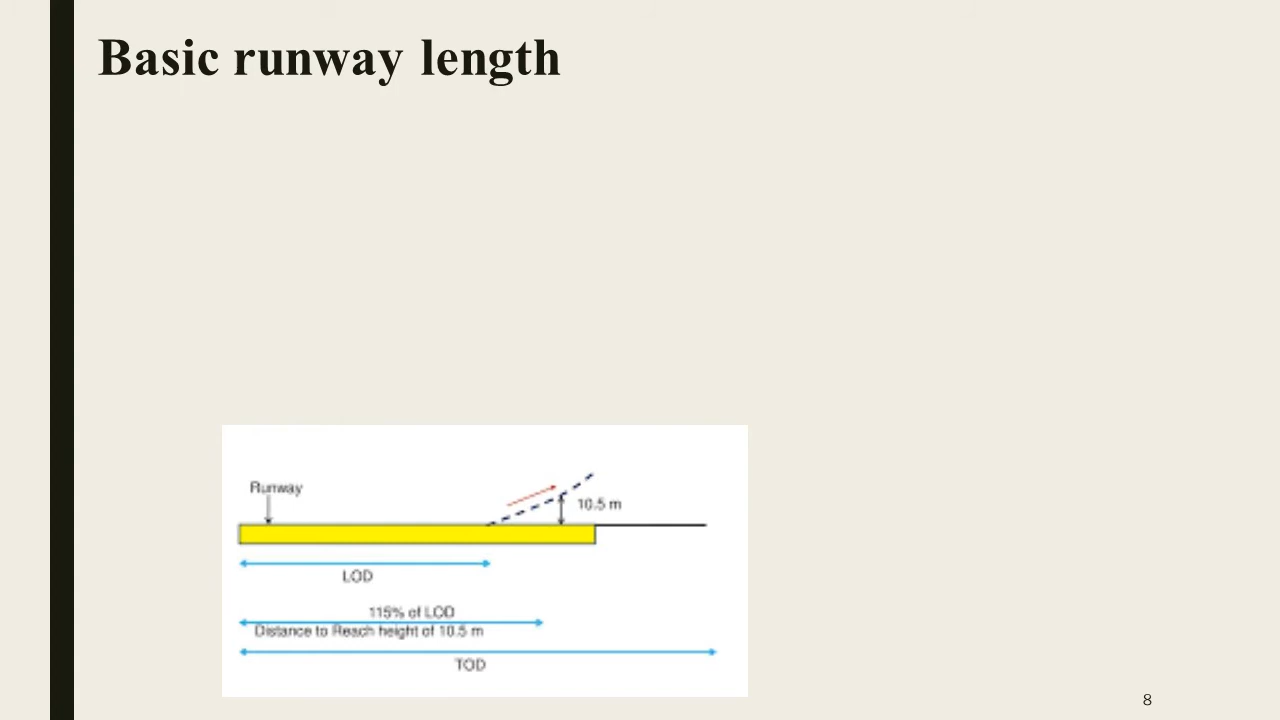 Basic runway length
Runway
10.5 m
LOD
115% of LOD
Distance to Reach height of 10.5 m
TOD
8